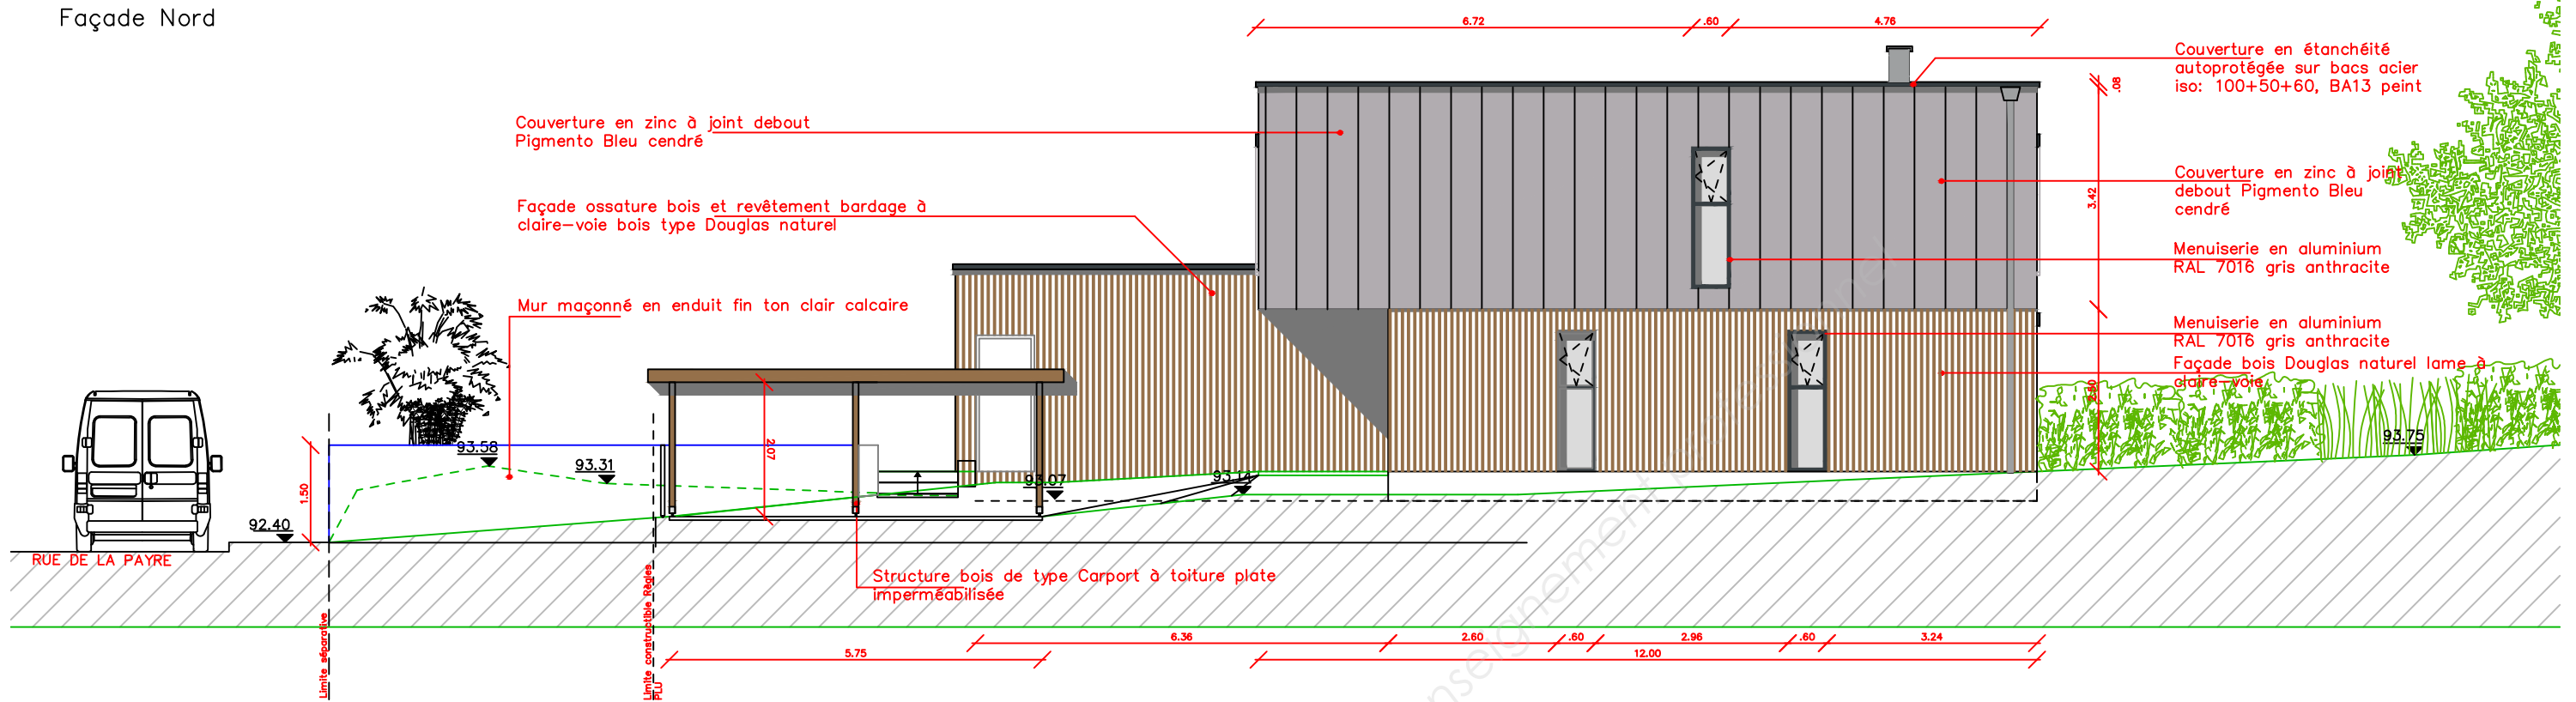 Façade Nord
6.72
.60
4.76
Couverture en étanchéité
autoprotégée sur bacs acier
iso: 100+50+60, BA13 peint
.08
Couverture en zinc à joint debout
Pigmento Bleu cendré
Couverture en zinc à joint
debout Pigmento Bleu
cendré
3.42
Façade ossature bois et revêtement bardage à
claire-voie bois type Douglas naturel
Menuiserie en aluminium
RAL 7016 gris anthracite
Mur maçonné en enduit fin ton clair calcaire
Menuiserie en aluminium
RAL 7016 gris anthracite
Façade bois Douglas naturel lame à
claire-voie
2.50
93.58
93.31
2.07
93.07
93.14
93.75
1.50
92.40
RUE DE LA PAYRE
Structure bois de type Carport à toiture plate
imperméabilisée
Limite séparative
Limite constructible Règles
PLU
6.36
2.60
.60
2.96
.60
3.24
5.75
12.00